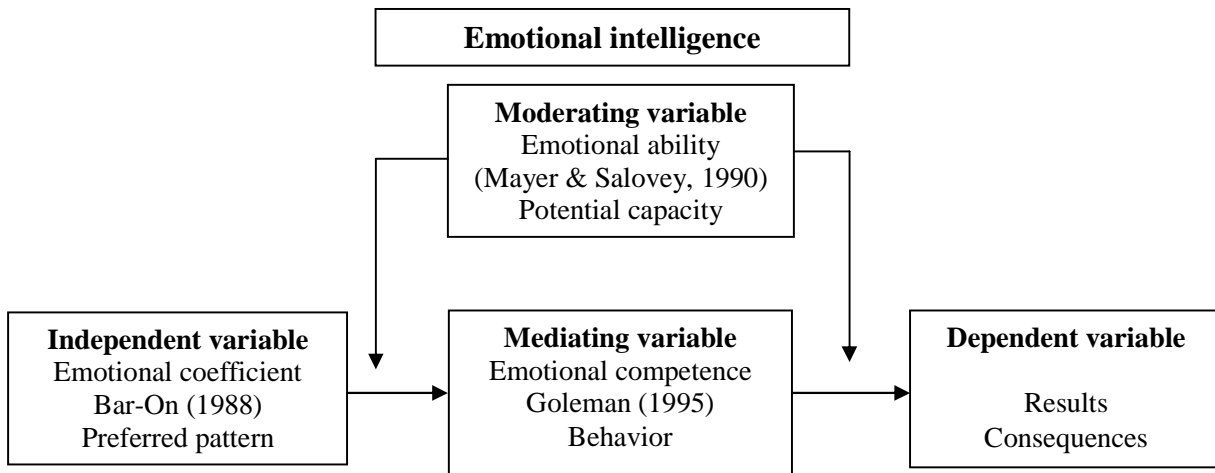 Emotional intelligence
Moderating variable
Emotional ability
(Mayer & Salovey, 1990)
Potential capacity
Independent variable
Emotional coefficient
Bar-On (1988)
Preferred pattern
Mediating variable
Emotional competence
Goleman (1995)
Behavior
Dependent variable
Results
Consequences